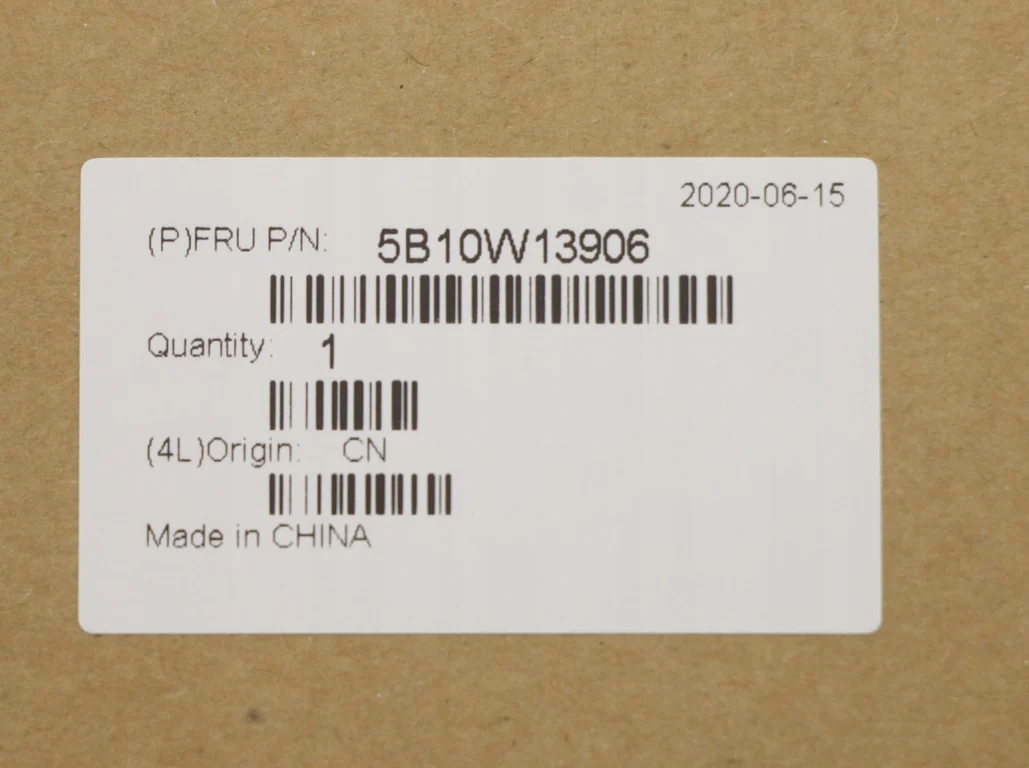 2020-06-15
(P)FRU P/N: 5B10W13906
Quantity: 1
(4L)Origin: CN
Made in CHINA